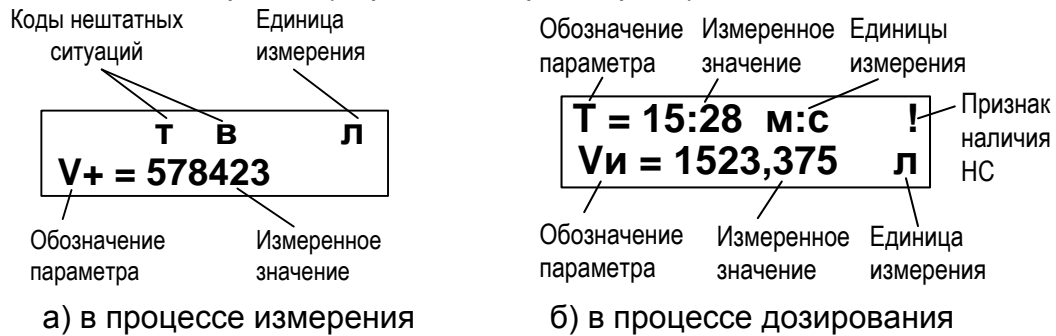 Коды нештатных ситуаций
Единица измерения
т в л
V+ = 578423
Обозначение параметра
Измеренное значение
а) в процессе измерения
Обозначение параметра
Измеренное значение
Единицы измерения
Т = 15:28 м:с !
Vи = 1523,375 л
Признак наличия НС
Обозначение параметра
Измеренное значение
Единица измерения
б) в процессе дозирования